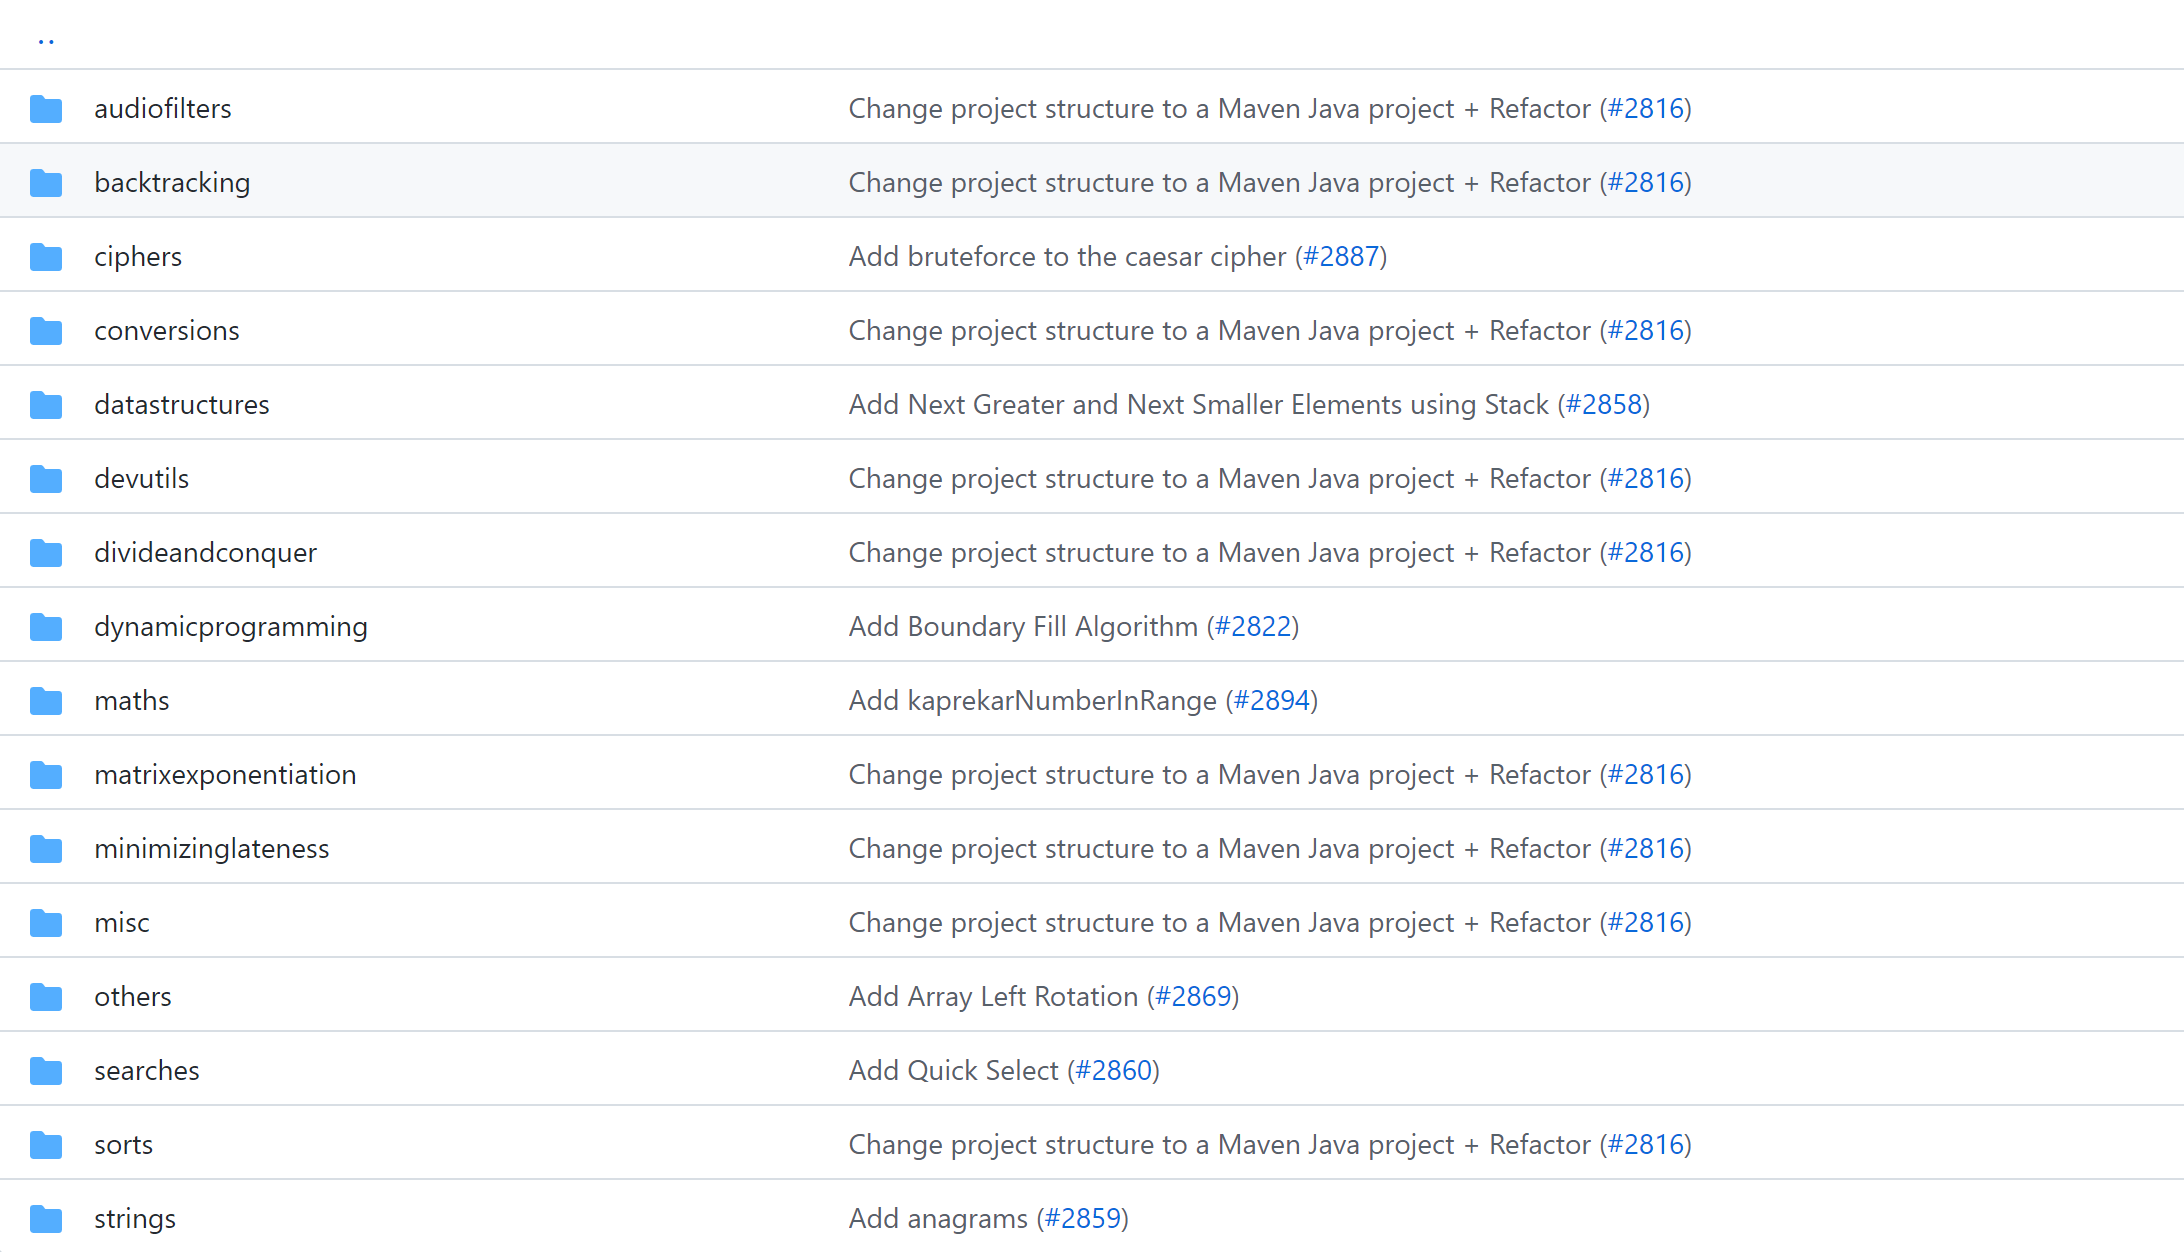 ..
audiofilters Change project structure to a Maven Java project + Refactor (#2816)
backtracking Change project structure to a Maven Java project + Refactor (#2816)
ciphers Add bruteforce to the caesar cipher (#2887)
conversions Change project structure to a Maven Java project + Refactor (#2816)
datastructures Add Next Greater and Next Smaller Elements using Stack (#2858)
devutils Change project structure to a Maven Java project + Refactor (#2816)
divideandconquer Change project structure to a Maven Java project + Refactor (#2816)
dynamicprogramming Add Boundary Fill Algorithm (#2822)
maths Add kaprekarNumberInRange (#2894)
matrixexponentiation Change project structure to a Maven Java project + Refactor (#2816)
minimizinglateness Change project structure to a Maven Java project + Refactor (#2816)
misc Change project structure to a Maven Java project + Refactor (#2816)
others Add Array Left Rotation (#2869)
searches Add Quick Select (#2860)
sorts Change project structure to a Maven Java project + Refactor (#2816)
strings Add anagrams (#2859)